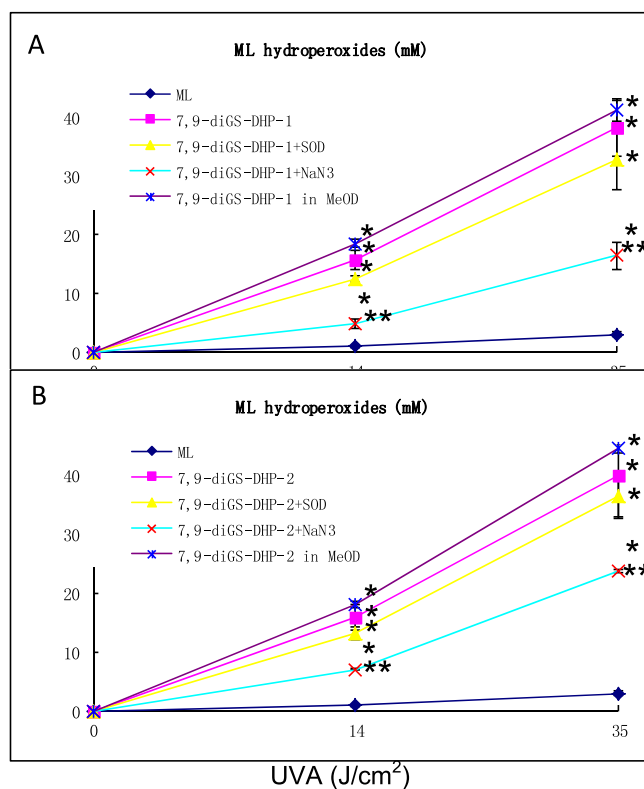 A
ML hydroperoxides (mM)
ML
7,9-diGS-DHP-1
7,9-diGS-DHP-1+SOD
7,9-diGS-DHP-1+NaN3
7,9-diGS-DHP-1 in MeOD
40
30
20
10
0
*
*
*
*
**
*
*
*
*
**
B
ML hydroperoxides (mM)
ML
7,9-diGS-DHP-2
7,9-diGS-DHP-2+SOD
7,9-diGS-DHP-2+NaN3
7,9-diGS-DHP-2 in MeOD
40
30
20
10
0
*
*
*
*
**
*
*
*
*
**
0 14 35
UVA (J/cm²)